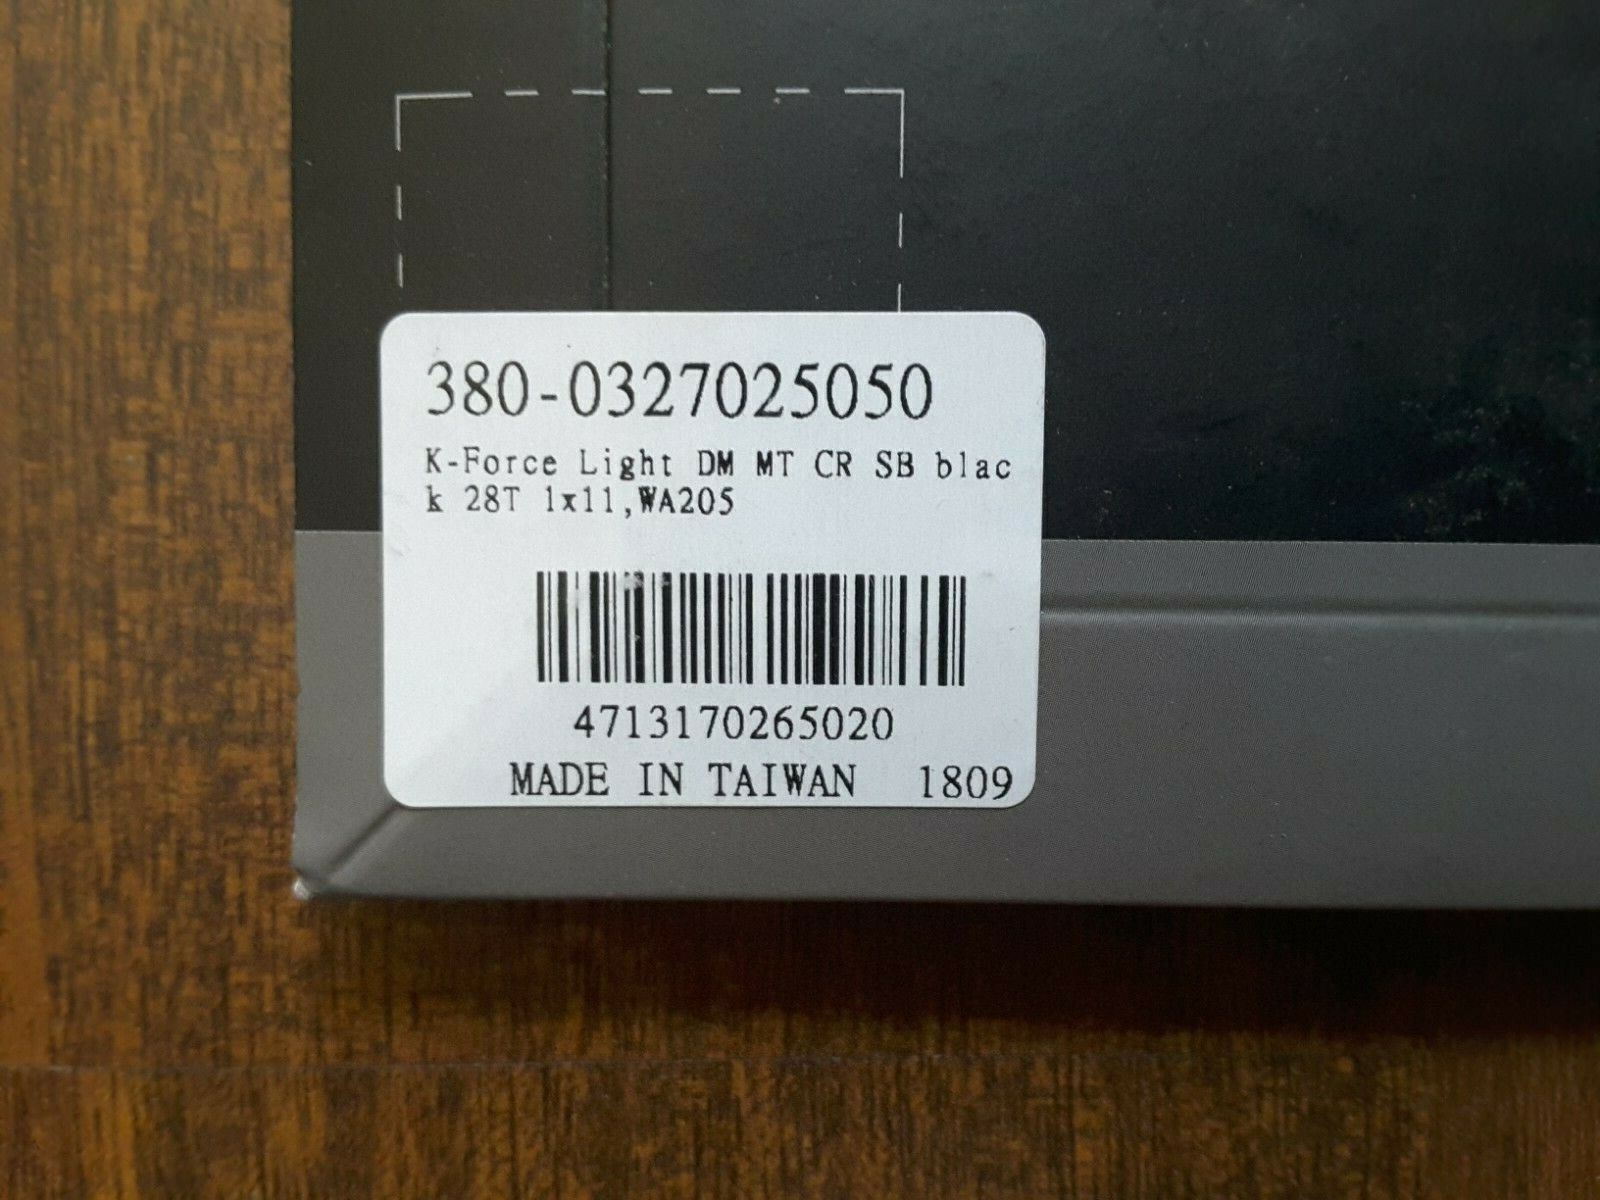 380-0327025050
K-Force Light DM MT CR SB blac
k 28T 1x11,WA205
4713170265020
MADE IN TAIWAN 1809